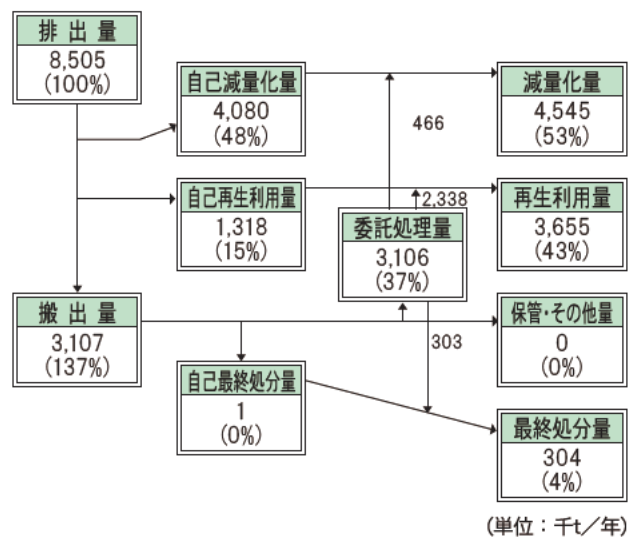 排出量
8,505
(100%)
自己減量化量
4,080
(48%)
減量化量
4,545
(53%)
466
自己再生利用量
1,318
(15%)
2,338
再生利用量
3,655
(43%)
委託処理量
3,106
(37%)
搬出量
3,107
(137%)
保管・その他量
0
(0%)
303
自己最終処分量
1
(0%)
最終処分量
304
(4%)
(単位：千t／年)